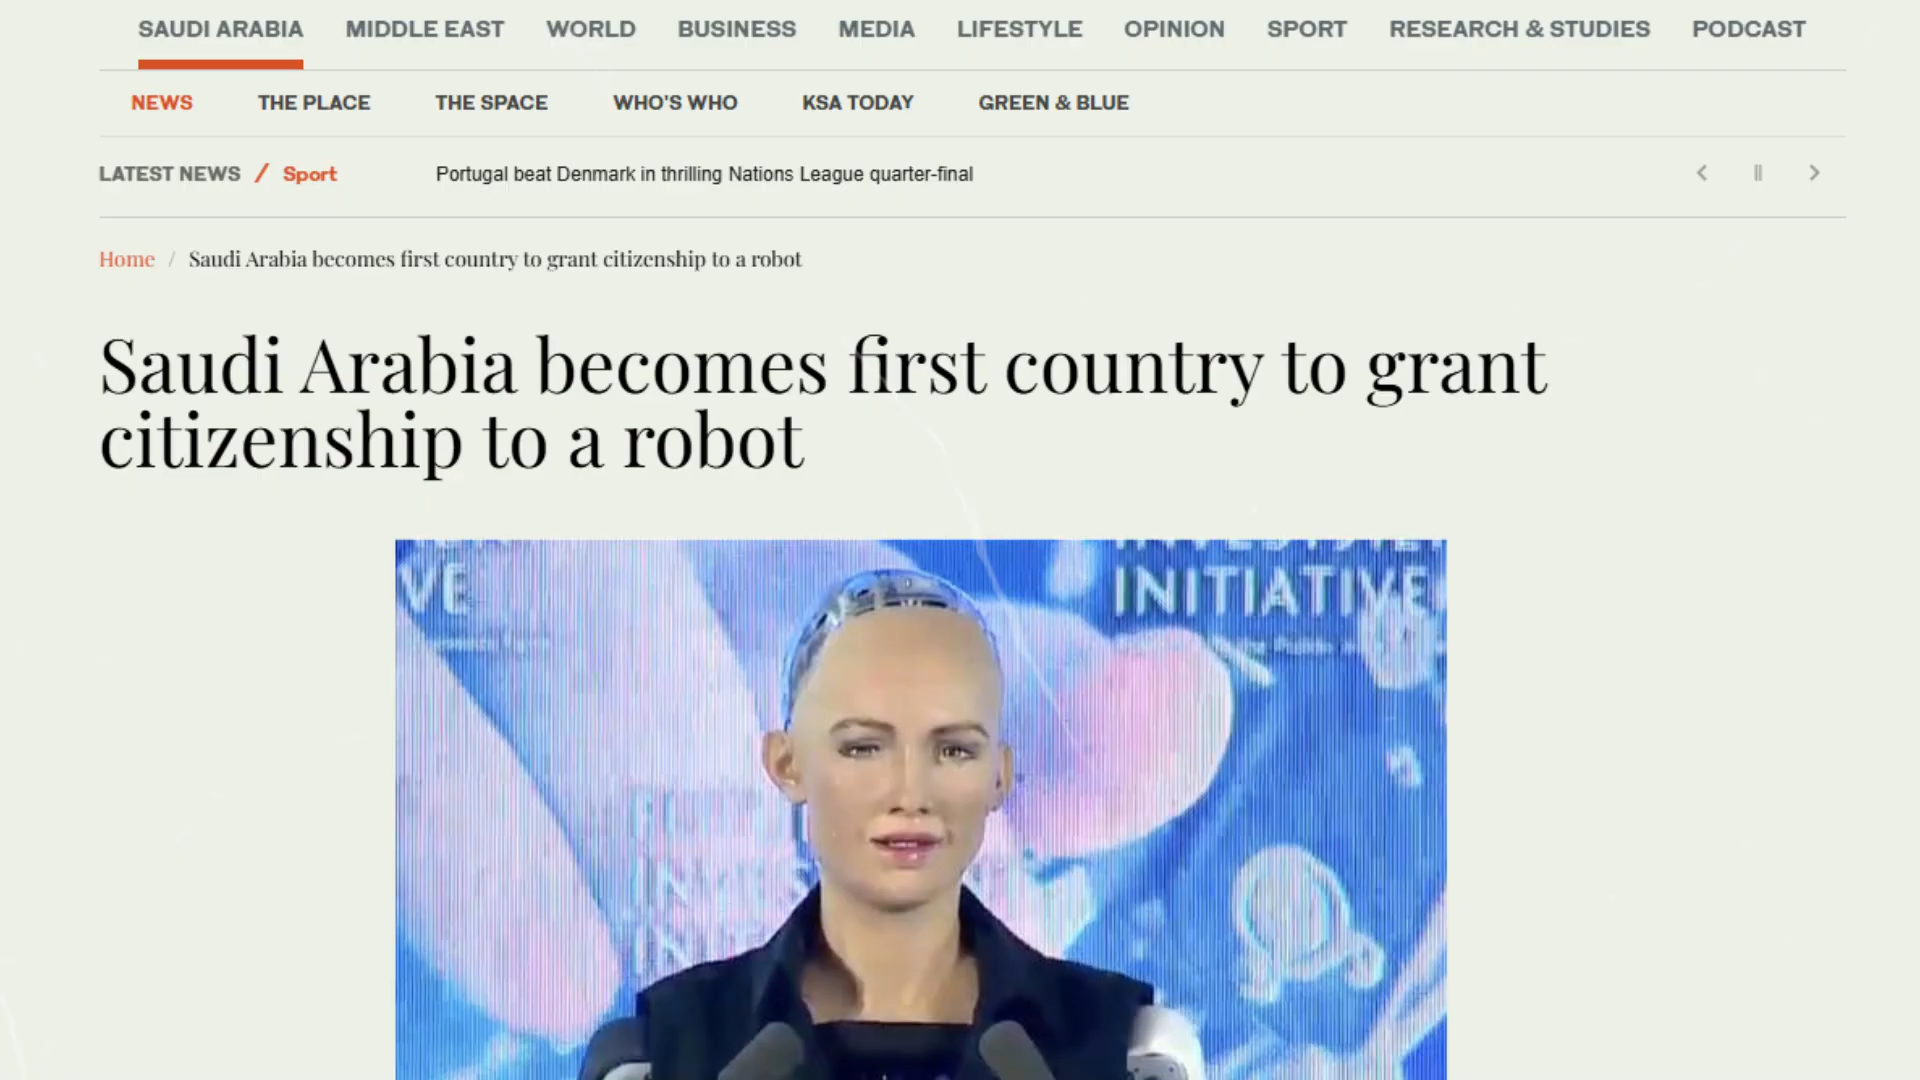 SAUDI ARABIA MIDDLE EAST WORLD BUSINESS MEDIA LIFESTYLE OPINION SPORT RESEARCH & STUDIES PODCAST
NEWS THE PLACE THE SPACE WHO'S WHO KSA TODAY GREEN & BLUE
LATEST NEWS / Sport Portugal beat Denmark in thrilling Nations League quarter-final
Home / Saudi Arabia becomes first country to grant citizenship to a robot
Saudi Arabia becomes first country to grant
citizenship to a robot
VE
INITIATIVE